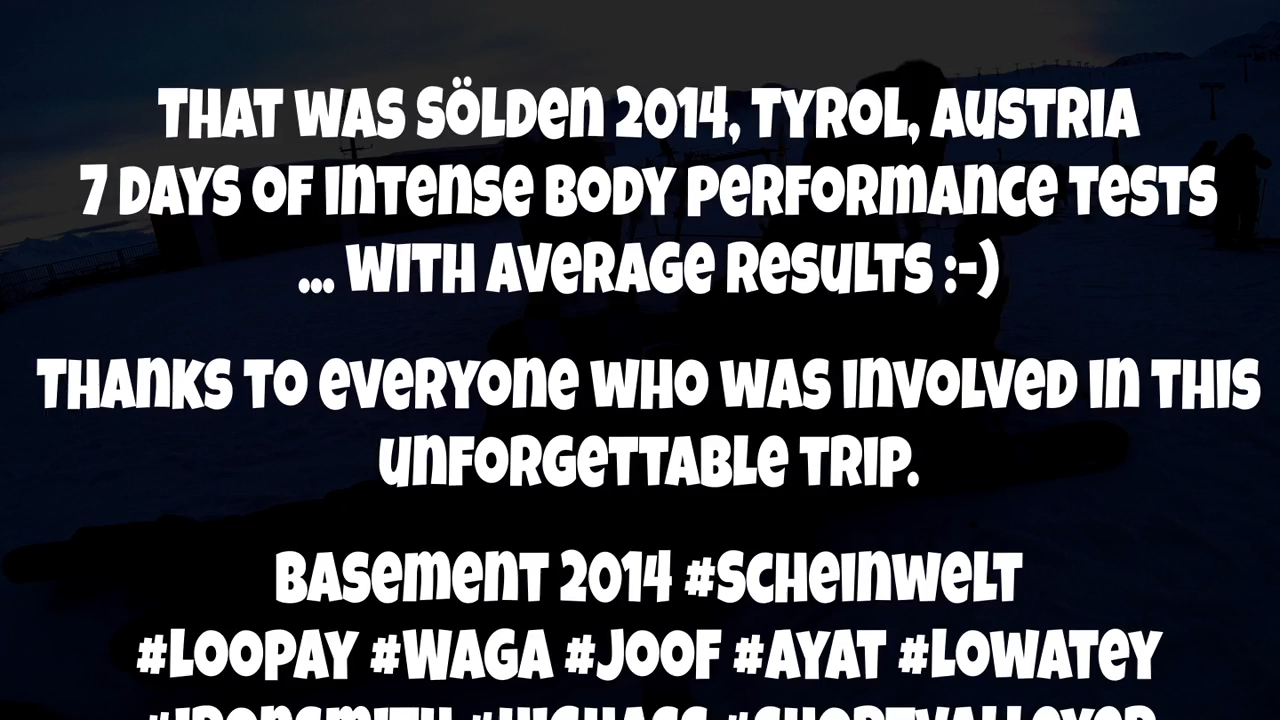 THAT WAS SÖLDEN 2014, TYROL, AUSTRIA
7 DAYS OF INTENSE BODY PERFORMANCE TESTS
... WITH AVERAGE RESULTS :-)
THANKS TO EVERYONE WHO WAS INVOLVED IN THIS
UNFORGETTABLE TRIP.
BASEMENT 2014 #SCHEINWELT
#LOOPAY #WAGA #JOOF #AYAT #LOWATEY